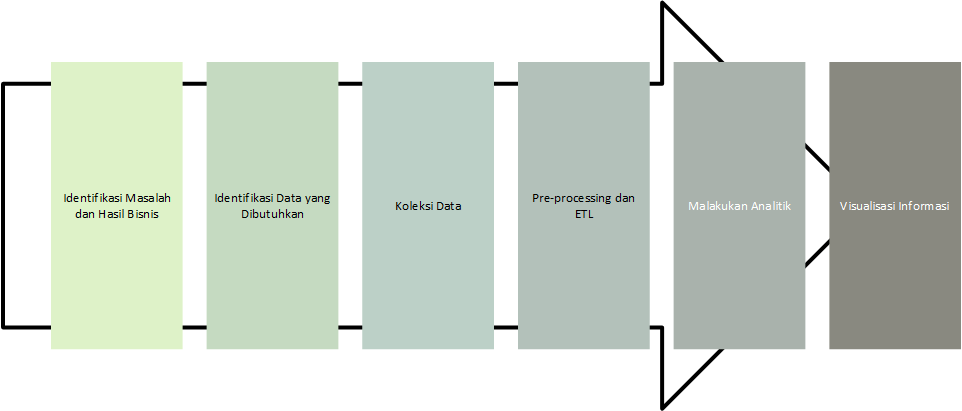 Identifikasi Masalah
dan Hasil Bisnis
Identifikasi Data yang
Dibutuhkan
Koleksi Data
Pre-processing dan
ETL
Malakukan Analitik
Visualisasi Informasi